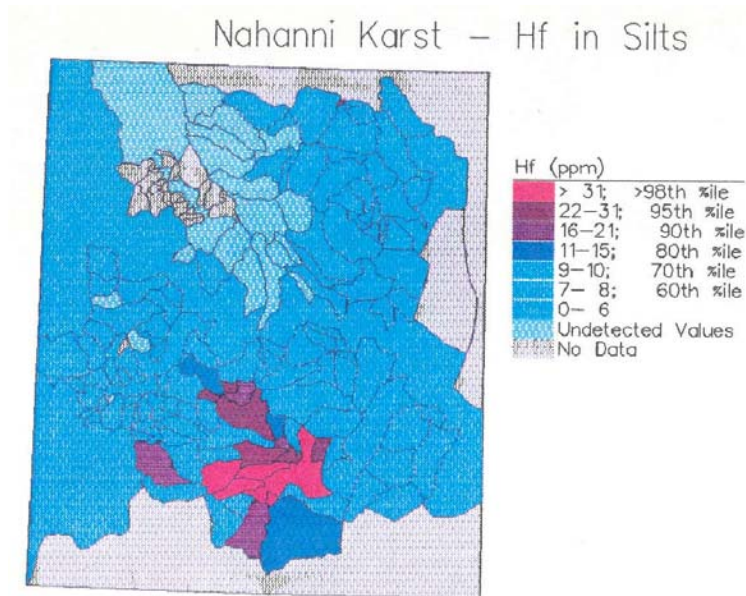 Nahanni Karst – Hf in Silts
Hf (ppm)
> 31; >98th %ile
22–31; 95th %ile
16–21; 90th %ile
11–15; 80th %ile
9–10; 70th %ile
7– 8; 60th %ile
0– 6
Undetected Values
No Data